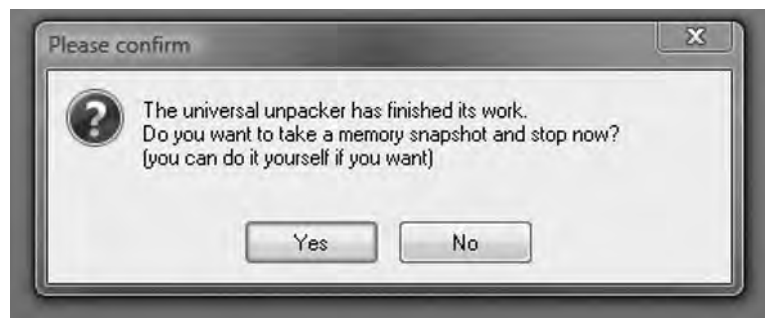 Please confirm
The universal unpacker has finished its work.
Do you want to take a memory snapshot and stop now?
(you can do it yourself if you want)
Yes
No